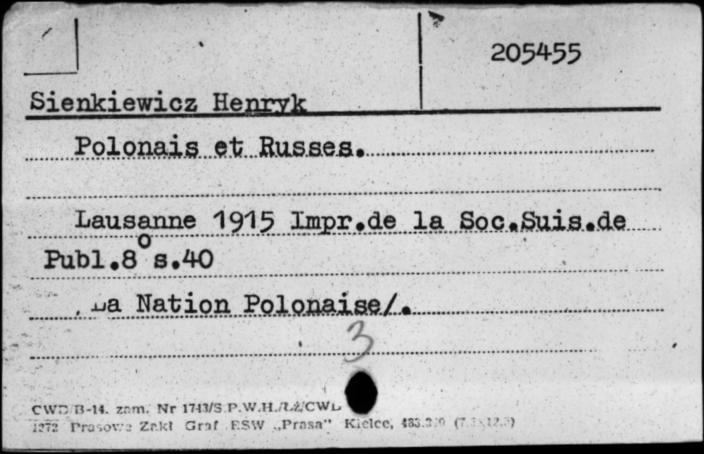 205455
Sienkiewicz Henryk
Polonais et Russes.
Lausanne 1915 Impr.de la Soc.Suis.de
Publ.8° s.40
La Nation Polonaise/.
3
CWD/B-14. zam. Nr 1743/S P.W.H./Ł.Ż/CWD
Prasowe Zakł Graf RSW „Prasa” Kielce,